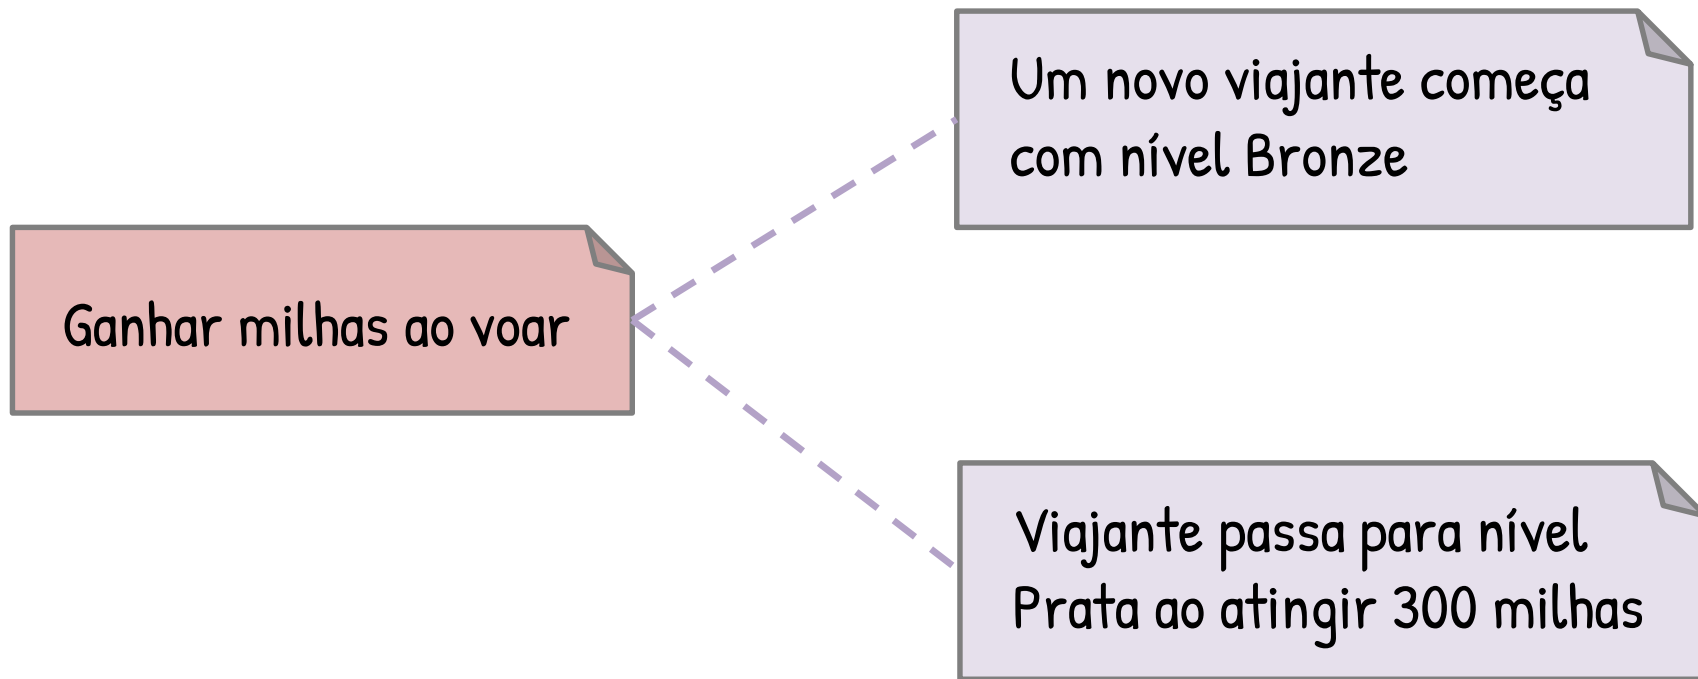 Um novo viajante começa
com nível Bronze
Ganhar milhas ao voar
Viajante passa para nível
Prata ao atingir 300 milhas